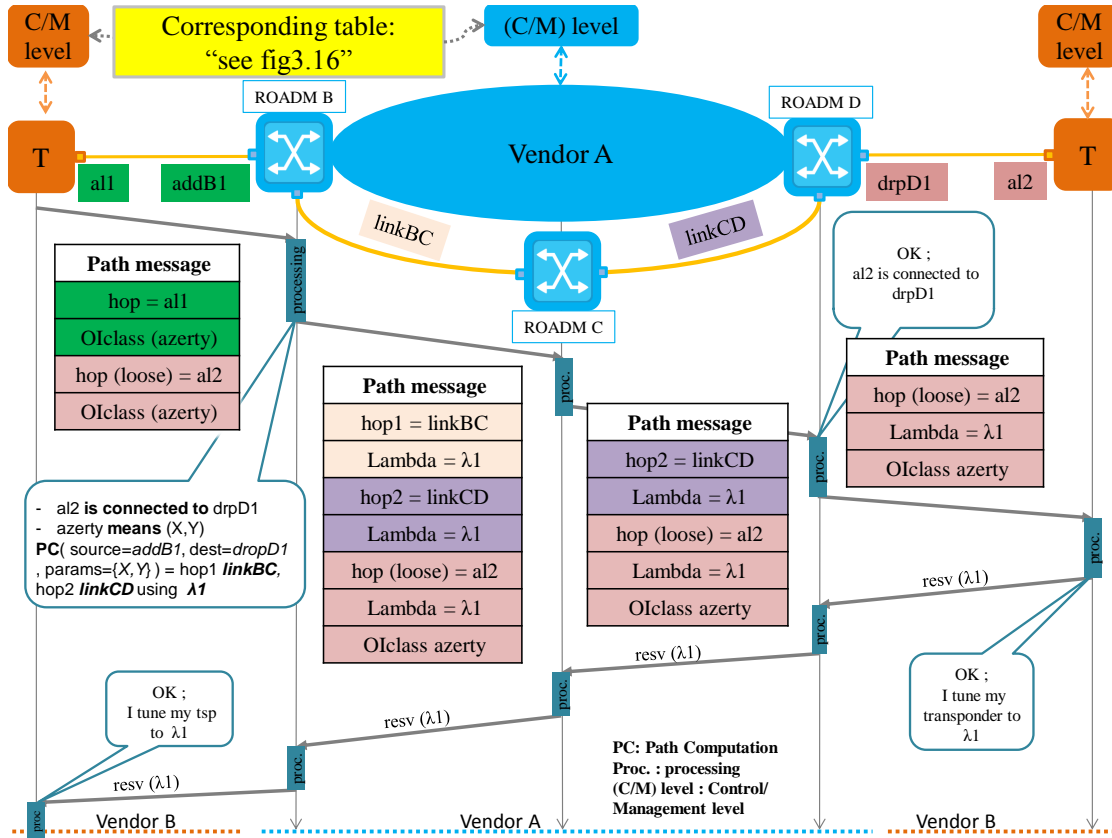 C/M
level
Corresponding table:
“see fig3.16”
(C/M) level
C/M
level
ROADM B
ROADM D
T
Vendor A
T
al1
addB1
drpD1
al2
linkBC
linkCD
ROADM C
processing
Path message
hop = al1
OIclass (azerty)
hop (loose) = al2
OIclass (azerty)
OK ;
al2 is connected to
drpD1
proc.
Path message
hop1 = linkBC
Lambda = λ1
hop2 = linkCD
Lambda = λ1
hop (loose) = al2
Lambda = λ1
OIclass azerty
Path message
hop2 = linkCD
Lambda = λ1
hop (loose) = al2
Lambda = λ1
OIclass azerty
proc.
Path message
hop (loose) = al2
Lambda = λ1
OIclass azerty
- al2 is connected to drpD1
- azerty means (X,Y)
PC( source=addB1, dest=dropD1
, params={X,Y} ) = hop1 linkBC,
hop2 linkCD using λ1
proc.
resv (λ1)
proc.
resv (λ1)
proc.
resv (λ1)
proc.
resv (λ1)
proc
OK ;
I tune my tsp
to λ1
OK ;
I tune my
transponder to
λ1
PC: Path Computation
Proc. : processing
(C/M) level : Control/
Management level
Vendor B
Vendor A
Vendor B